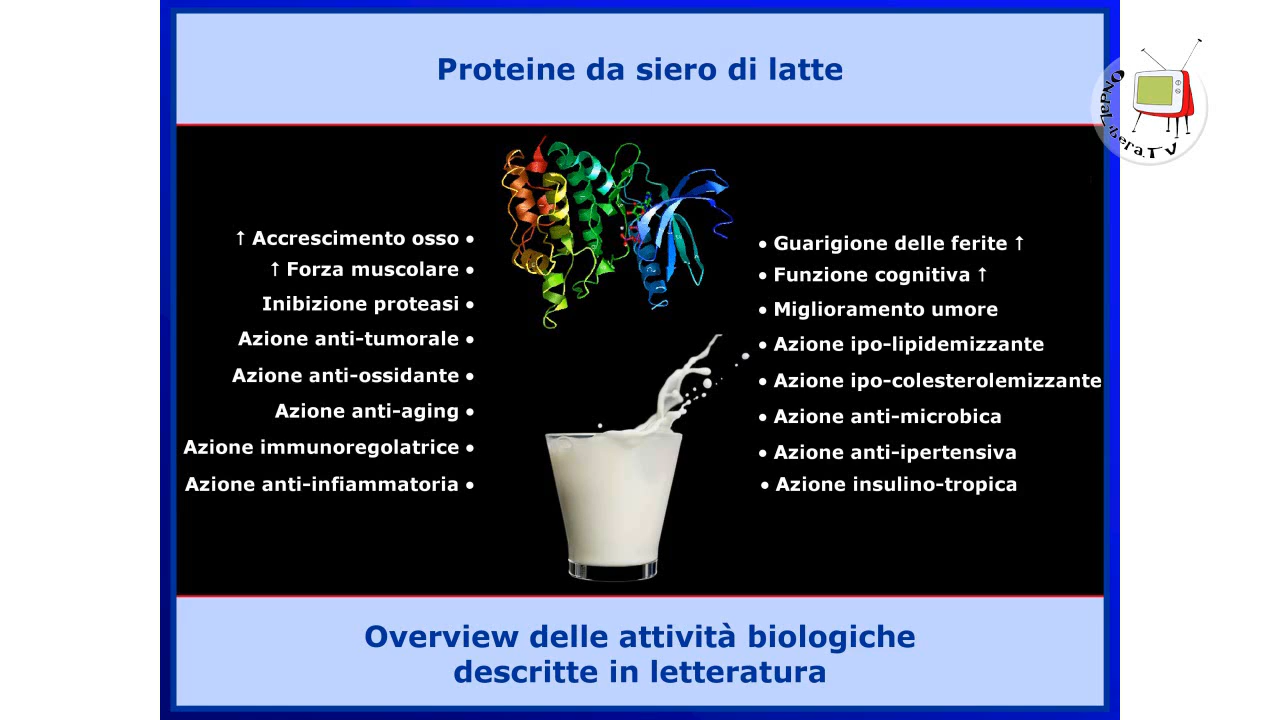 Proteine da siero di latte
OndaLibera.TV
↑ Accrescimento osso •
↑ Forza muscolare •
Inibizione proteasi •
Azione anti-tumorale •
Azione anti-ossidante •
Azione anti-aging •
Azione immunoregolatrice •
Azione anti-infiammatoria •
• Guarigione delle ferite ↑
• Funzione cognitiva ↑
• Miglioramento umore
• Azione ipo-lipidemizzante
• Azione ipo-colesterolemizzante
• Azione anti-microbica
• Azione anti-ipertensiva
• Azione insulino-tropica
Overview delle attività biologiche
descritte in letteratura